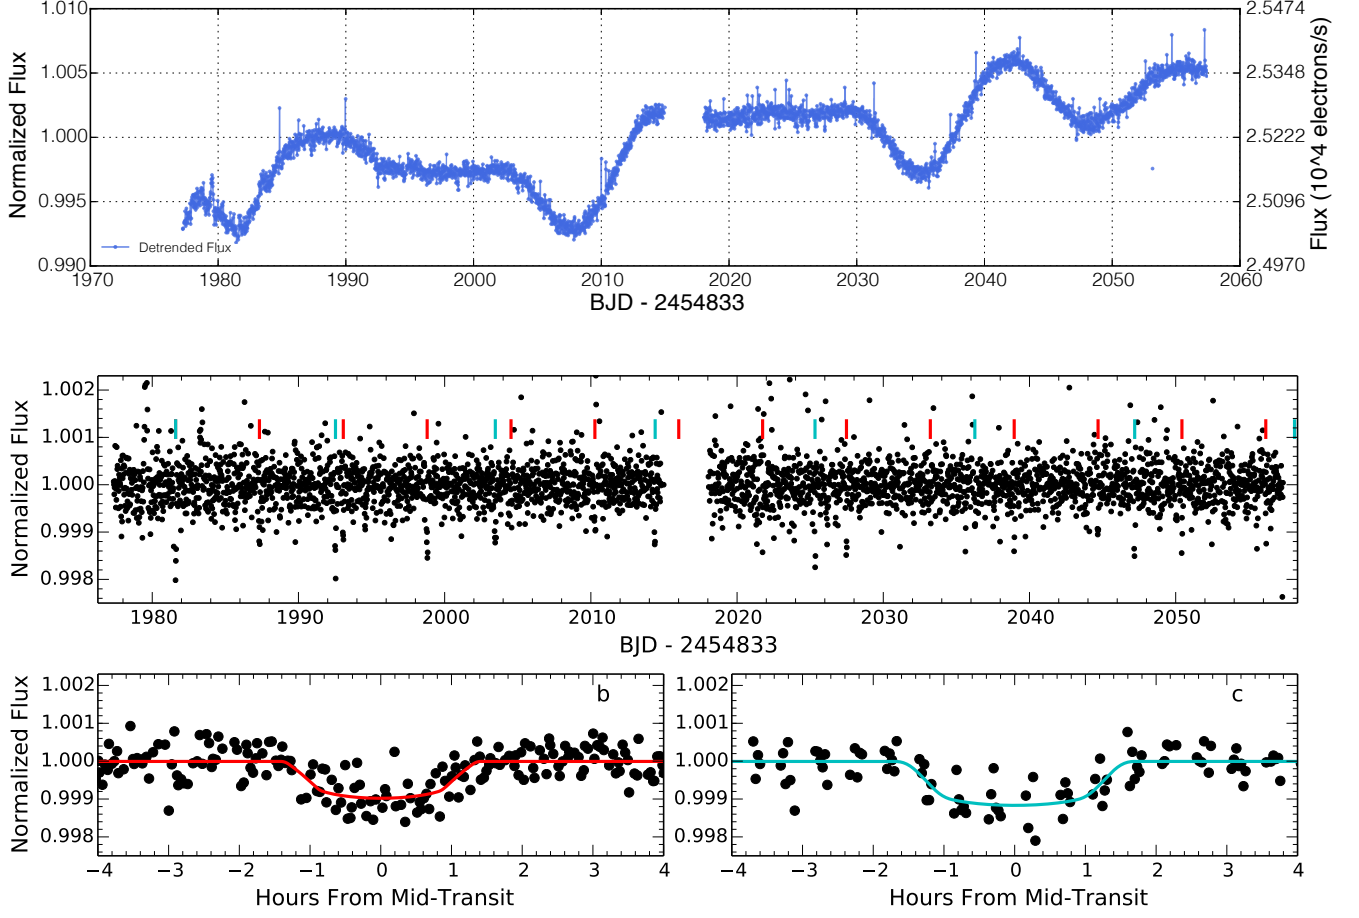 1.010
1.005
1.000
0.995
0.990
Normalized Flux
2.5474
2.5348
2.5222
2.5096
2.4970
Flux (10^4 electrons/s)
Detrended Flux
1970 1980 1990 2000 2010 2020 2030 2040 2050 2060
BJD - 2454833
1.002
1.001
1.000
0.999
0.998
Normalized Flux
1980 1990 2000 2010 2020 2030 2040 2050
BJD - 2454833
1.002
1.001
1.000
0.999
0.998
Normalized Flux
b
−4 −3 −2 −1 0 1 2 3 4
Hours From Mid-Transit
1.002
1.001
1.000
0.999
0.998
c
−4 −3 −2 −1 0 1 2 3 4
Hours From Mid-Transit